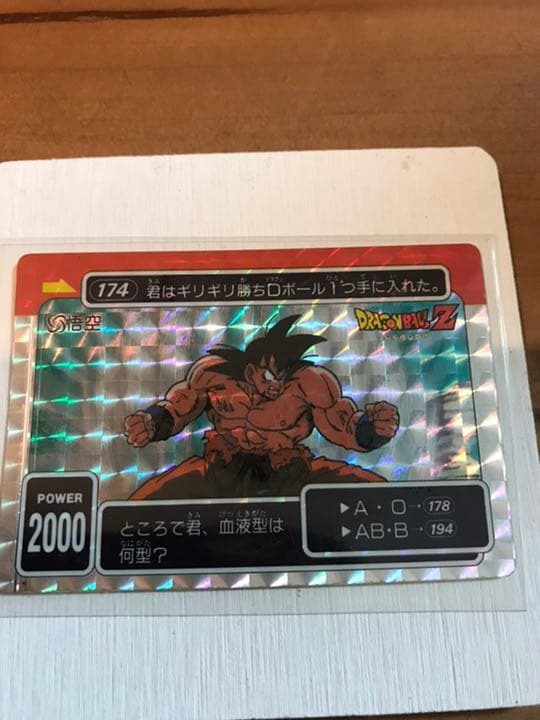 174 君はギリギリ勝ちDボール1つ手に入れた。
悟空
DRAGONBALL Z
POWER
2000
ところで君、血液型は
何型?
▶A・O→178
▶AB・B→194